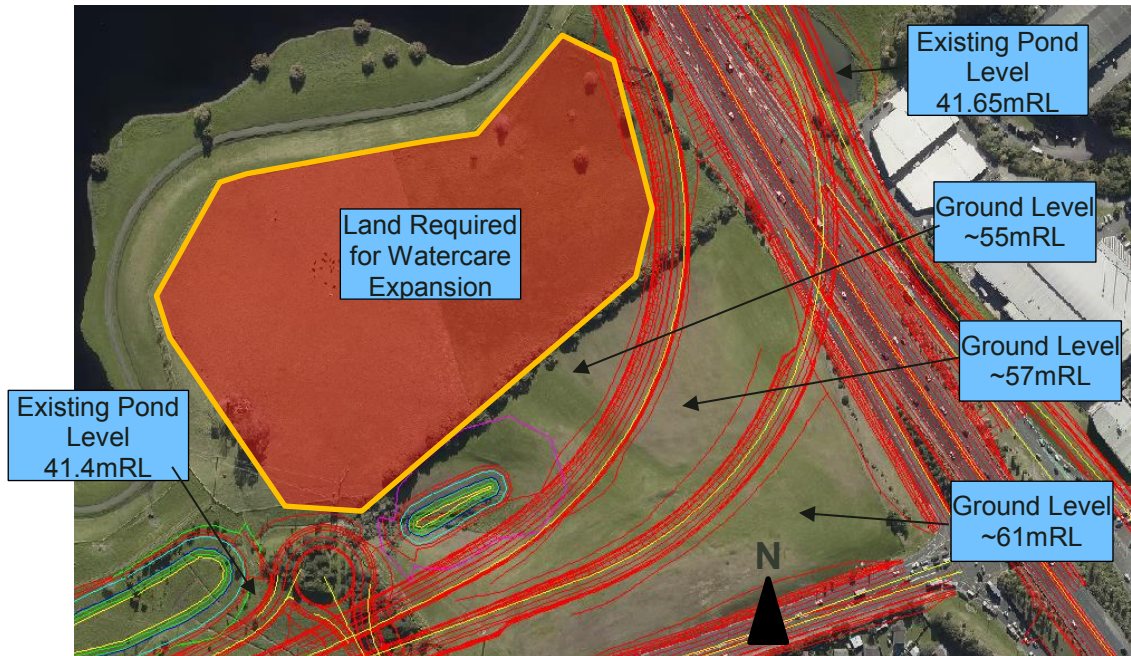 Existing Pond
Level
41.65mRL
Ground Level
~55mRL
Land Required
for Watercare
Expansion
Ground Level
~57mRL
Existing Pond
Level
41.4mRL
Ground Level
~61mRL
N